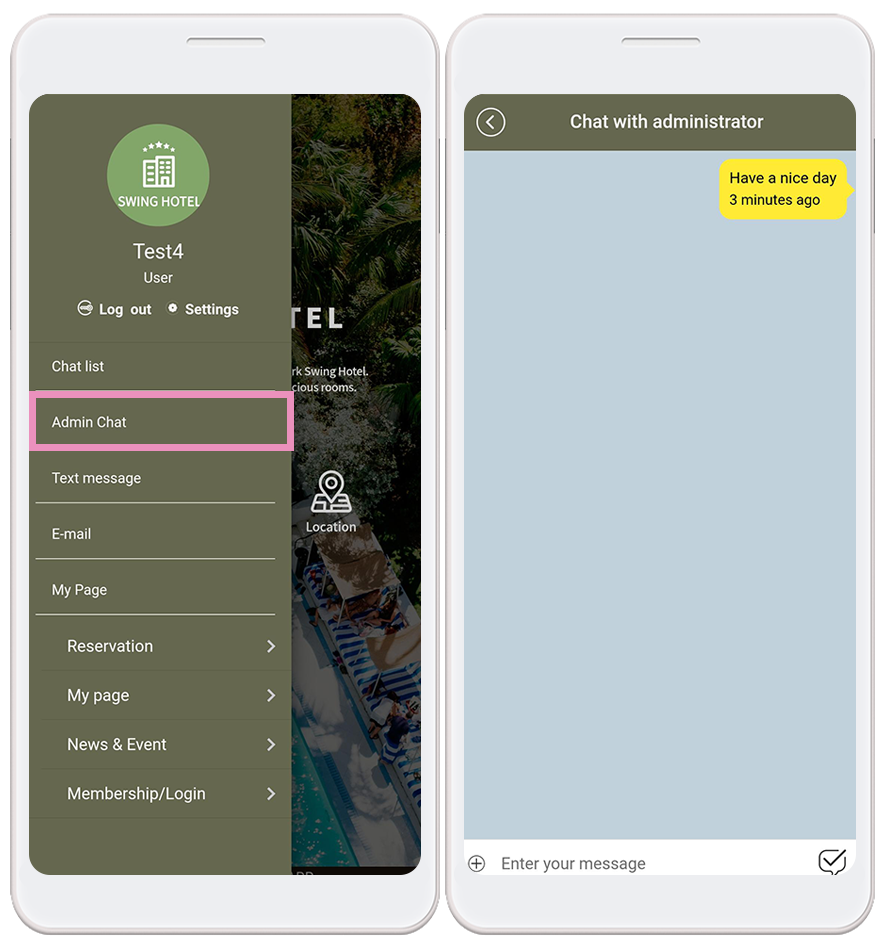 SWING HOTEL
Test4
User
Log out
Settings
Chat list
Admin Chat
Text message
E-mail
My Page
Reservation
My page
News & Event
Membership/Login
TEL
rk Swing Hotel.
cious rooms.
Location
Chat with administrator
Have a nice day
3 minutes ago
Enter your message